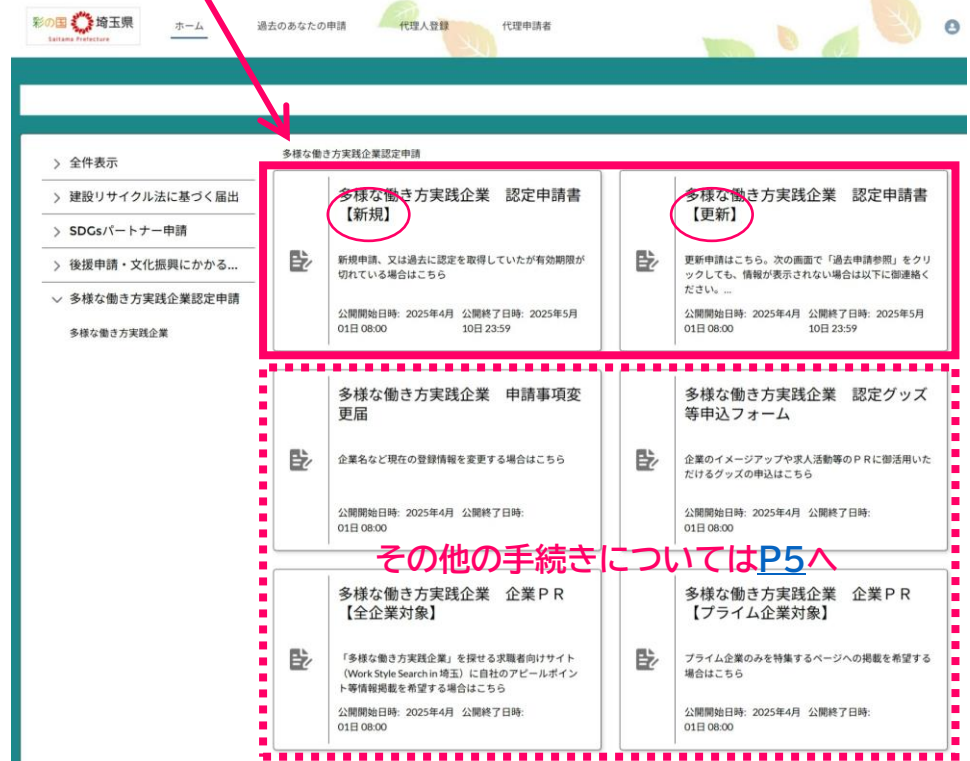 彩の国 埼玉県
Saitama Prefecture
ホーム
過去のあなたの申請
代理人登録
代理申請者
全件表示
建設リサイクル法に基づく届出
SDGsパートナー申請
後援申請・文化振興にかかる...
多様な働き方実践企業認定申請
多様な働き方実践企業
多様な働き方実践企業認定申請
多様な働き方実践企業　認定申請書
【新規】
新規申請、又は過去に認定を取得していたが有効期限が
切れている場合はこちら
公開開始日時: 2025年4月 公開終了日時: 2025年5月
01日 08:00 10日 23:59
多様な働き方実践企業　認定申請書
【更新】
更新申請はこちら。次の画面で「過去申請参照」をクリ
ックしても、情報が表示されない場合は以下に御連絡く
ださい。...
公開開始日時: 2025年4月 公開終了日時: 2025年5月
01日 08:00 10日 23:59
多様な働き方実践企業　申請事項変
更届
企業名など現在の登録情報を変更する場合はこちら
公開開始日時: 2025年4月 公開終了日時:
01日 08:00
多様な働き方実践企業　認定グッズ
等申込フォーム
企業のイメージアップや求人活動等のＰＲに御活用いた
だけるグッズの申込はこちら
公開開始日時: 2025年4月 公開終了日時:
01日 08:00
その他の手続きについてはP5へ
多様な働き方実践企業　企業ＰＲ
【全企業対象】
「多様な働き方実践企業」を探せる求職者向けサイト
（Work Style Search in 埼玉）に自社のアピールポイン
ト等情報掲載を希望する場合はこちら
公開開始日時: 2025年4月 公開終了日時:
01日 08:00
多様な働き方実践企業　企業ＰＲ
【プライム企業対象】
プライム企業のみを特集するページへの掲載を希望する
場合はこちら
公開開始日時: 2025年4月 公開終了日時:
01日 08:00